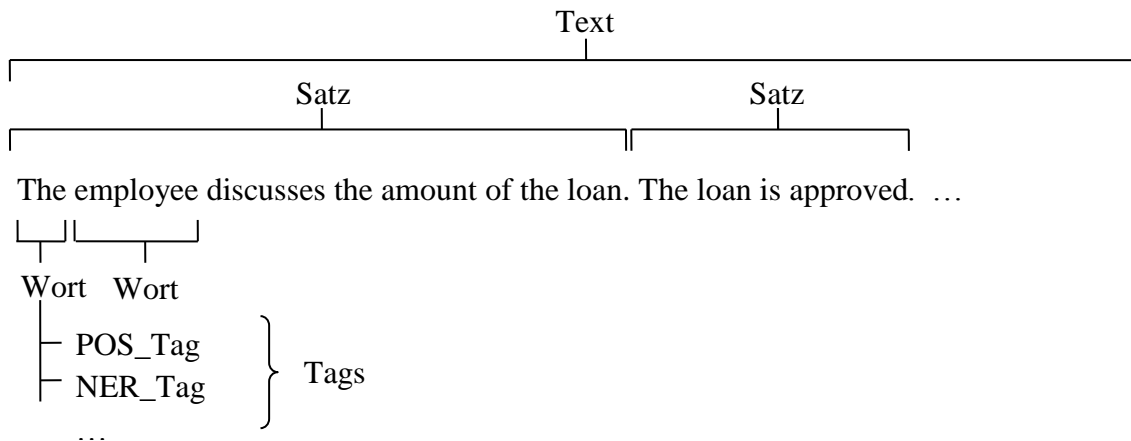 Text
Satz Satz
The employee discusses the amount of the loan. The loan is approved. …
Wort Wort
POS_Tag
NER_Tag
Tags
…